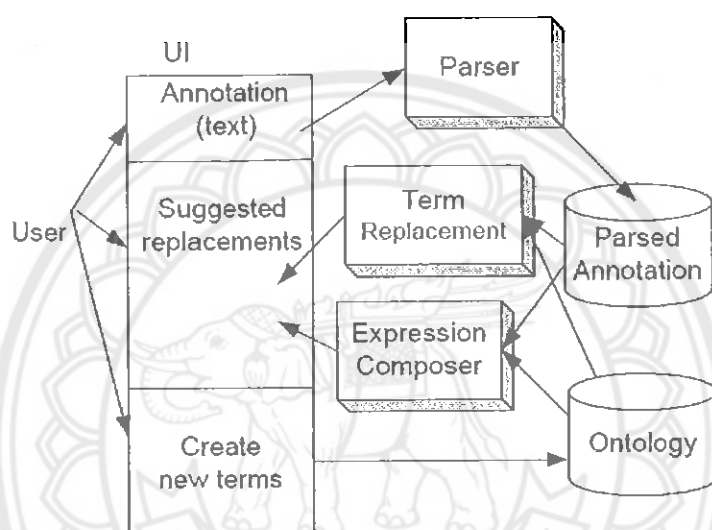 UI
Annotation
(text)
Parser
User
Suggested
replacements
Term
Replacement
Parsed
Annotation
Expression
Composer
Create
new terms
Ontology